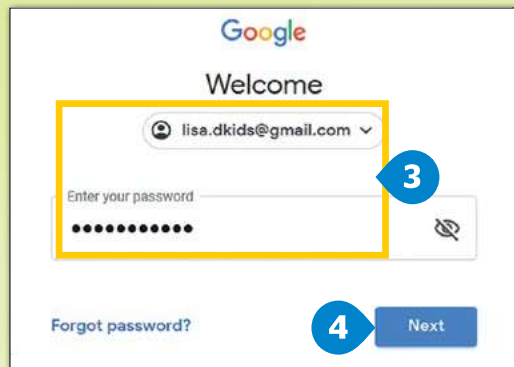 Google
Welcome
lisa.dkids@gmail.com
3
Enter your password
•••••••••••
Forgot password?
4
Next